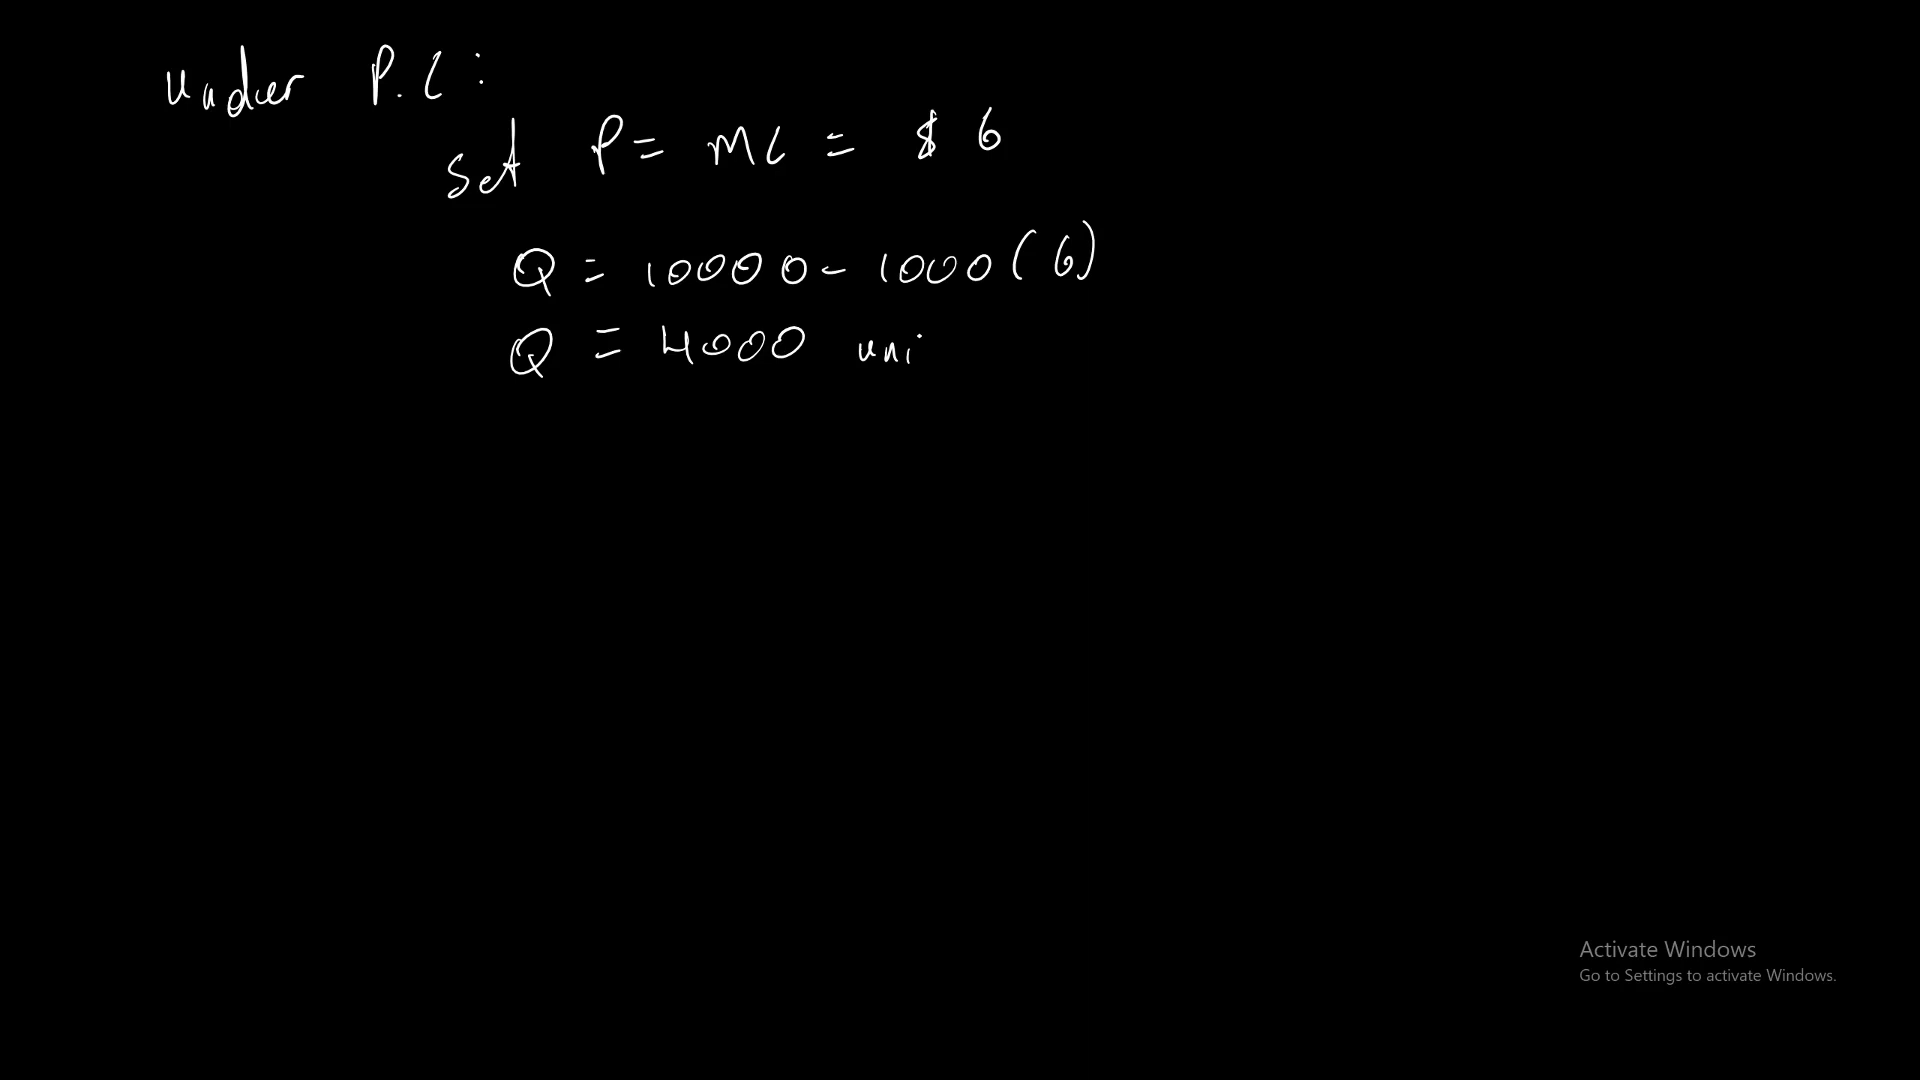 Under P.C:
Set P = MC = $ 6
Q = 10000 - 1000(6)
Q = 4000 uni
Activate Windows
Go to Settings to activate Windows.